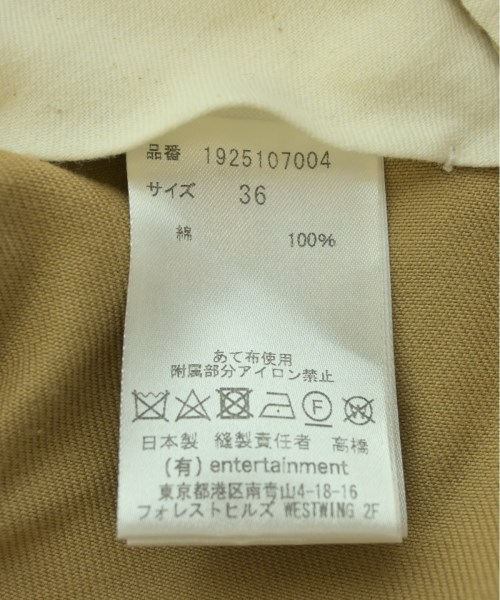 品番 1925107004
サイズ 36
綿 100%
あて布使用
附属部分アイロン禁止
F W
日本製 縫製責任者 高橋
(有) entertainment
東京都港区南青山4-18-16
フォレストヒルズ WESTWING 2F